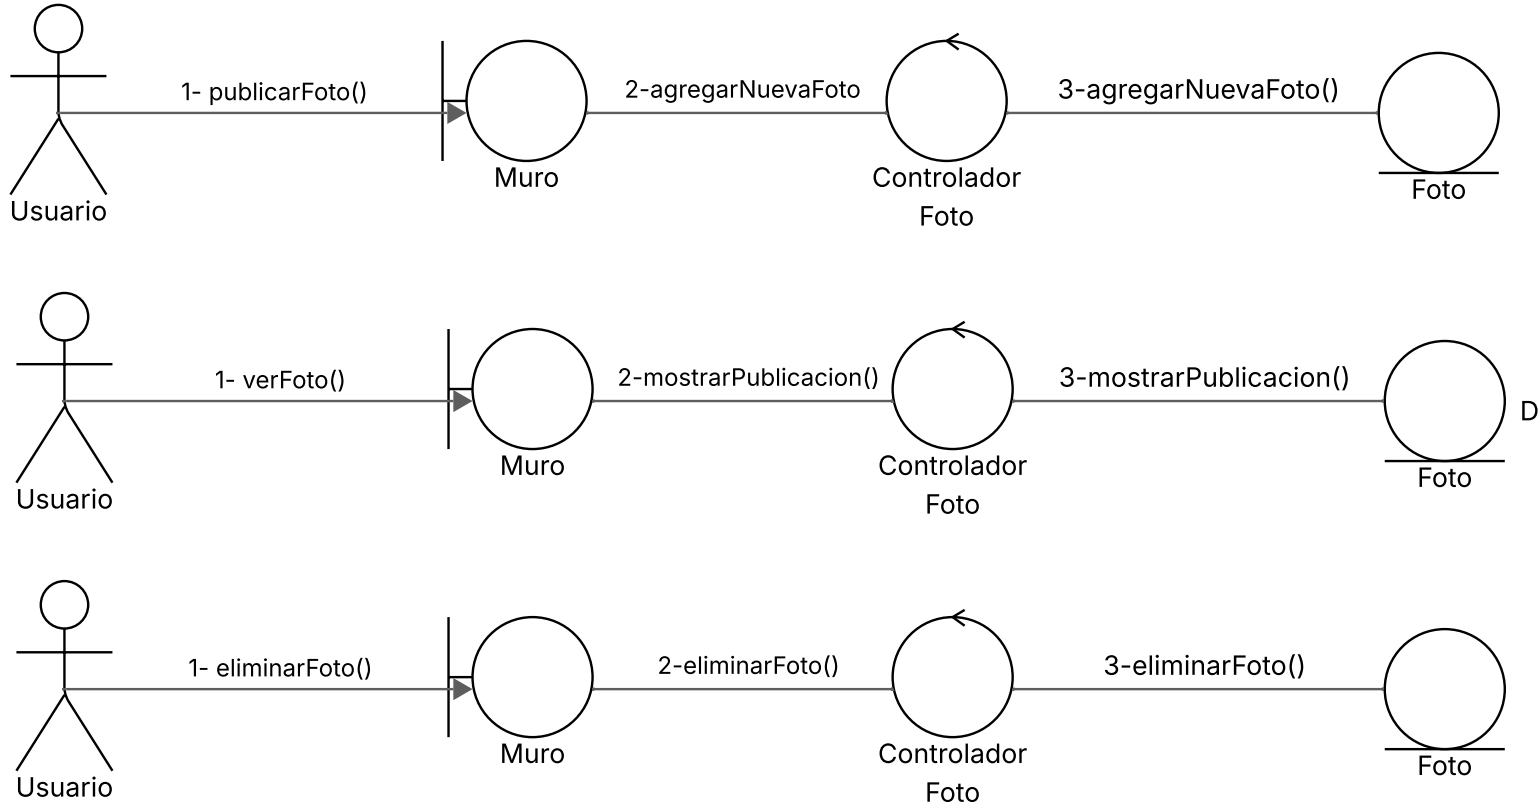 1- publicarFoto()
2-agregarNuevaFoto
3-agregarNuevaFoto()
Usuario
Muro
Controlador
Foto
Foto
1- verFoto()
2-mostrarPublicacion()
3-mostrarPublicacion()
D
Usuario
Muro
Controlador
Foto
Foto
1- eliminarFoto()
2-eliminarFoto()
3-eliminarFoto()
Usuario
Muro
Controlador
Foto
Foto